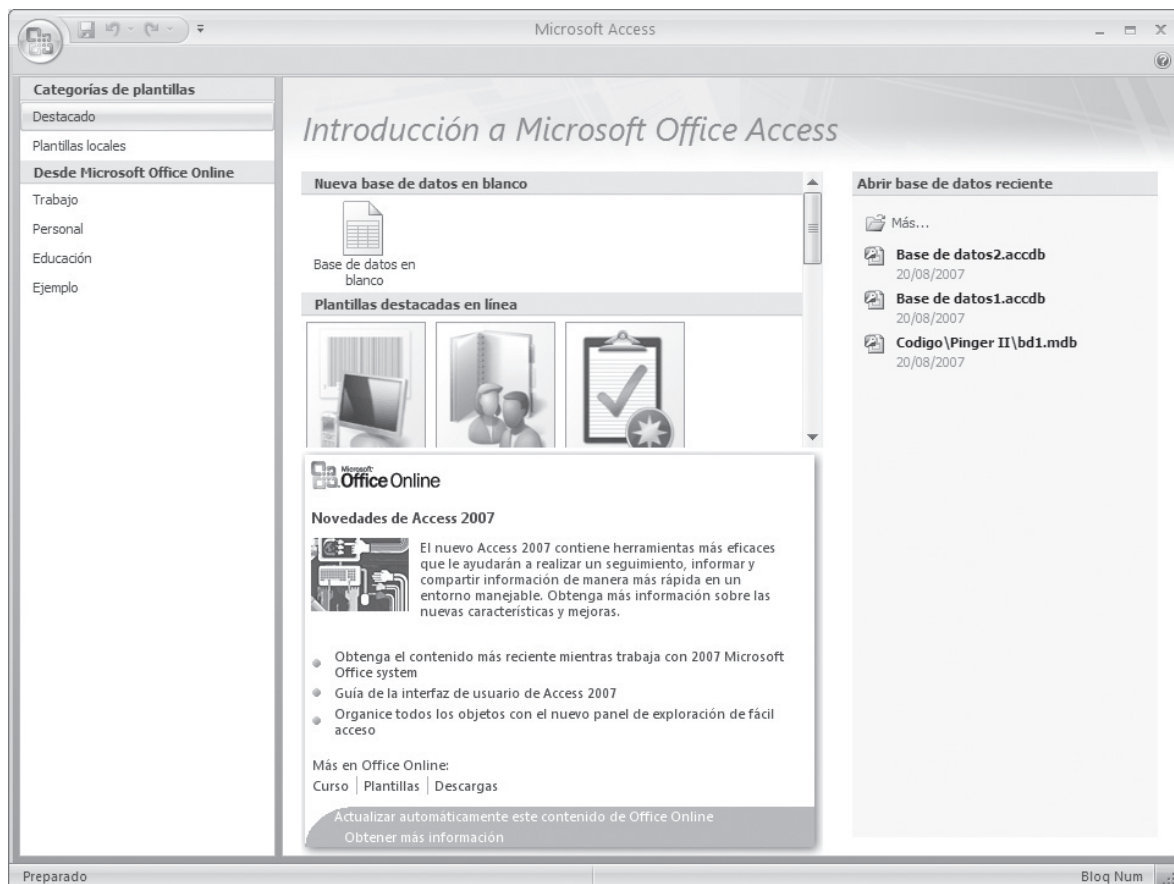 Microsoft Access
Categorías de plantillas
Destacado
Plantillas locales
Desde Microsoft Office Online
Trabajo
Personal
Educación
Ejemplo
Introducción a Microsoft Office Access
Nueva base de datos en blanco
Base de datos en
blanco
Plantillas destacadas en línea
Microsoft
Office Online
Novedades de Access 2007
El nuevo Access 2007 contiene herramientas más eficaces
que le ayudarán a realizar un seguimiento, informar y
compartir información de manera más rápida en un
entorno manejable. Obtenga más información sobre las
nuevas características y mejoras.
Obtenga el contenido más reciente mientras trabaja con 2007 Microsoft
Office system
Guía de la interfaz de usuario de Access 2007
Organice todos los objetos con el nuevo panel de exploración de fácil
acceso
Más en Office Online:
Curso | Plantillas | Descargas
Actualizar automáticamente este contenido de Office Online
Obtener más información
Abrir base de datos reciente
Más...
Base de datos2.accdb
20/08/2007
Base de datos1.accdb
20/08/2007
Codigo\Pinger II\bd1.mdb
20/08/2007
Preparado
Bloq Num